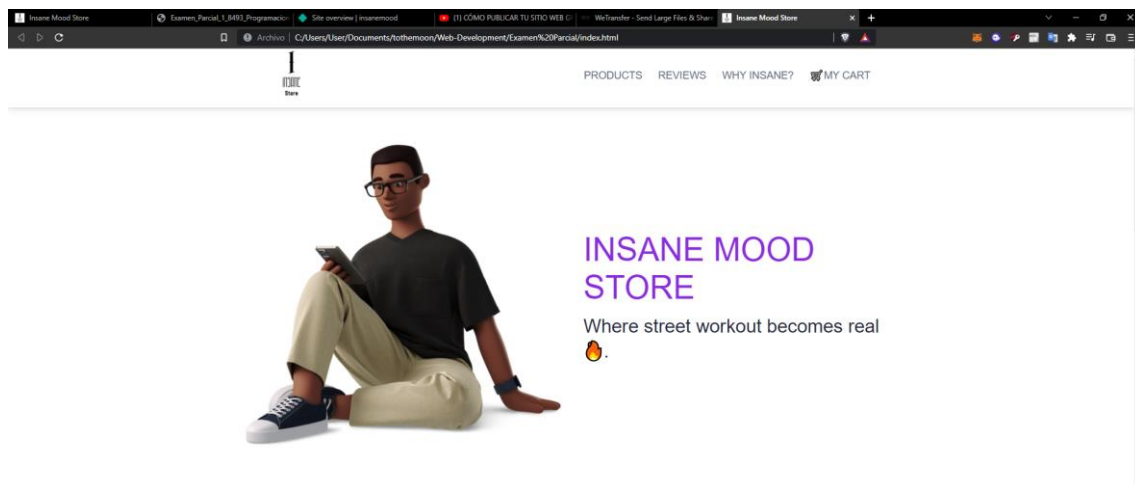 Insane Mood Store
Examen_Parcial_1_8493_Programacion
Site overview | insanemood
(1) CÓMO PUBLICAR TU SITIO WEB G
WeTransfer - Send Large Files & Share
Insane Mood Store
Archivo
C:/Users/User/Documents/tothemoon/Web-Development/Examen%20Parcial/index.html
Store
PRODUCTS
REVIEWS
WHY INSANE?
MY CART
INSANE MOOD
STORE
Where street workout becomes real
🔥.